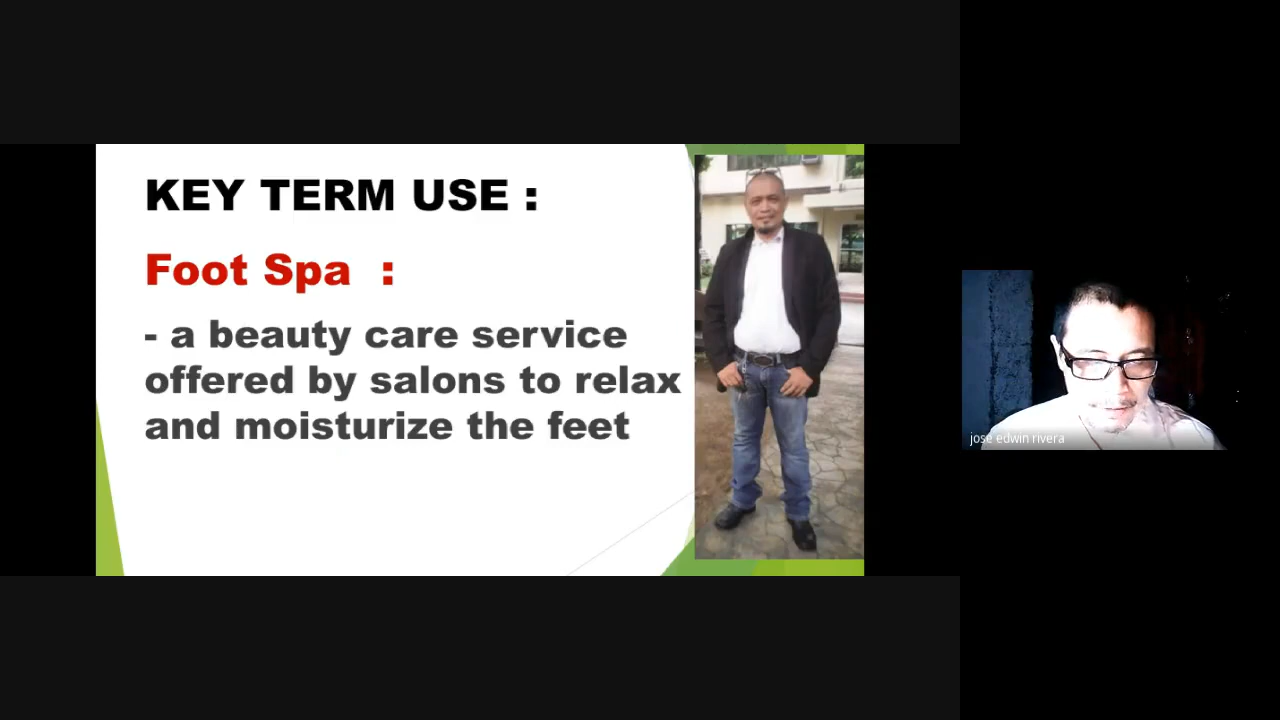 KEY TERM USE :
Foot Spa :
- a beauty care service
offered by salons to relax
and moisturize the feet
jose edwin rivera